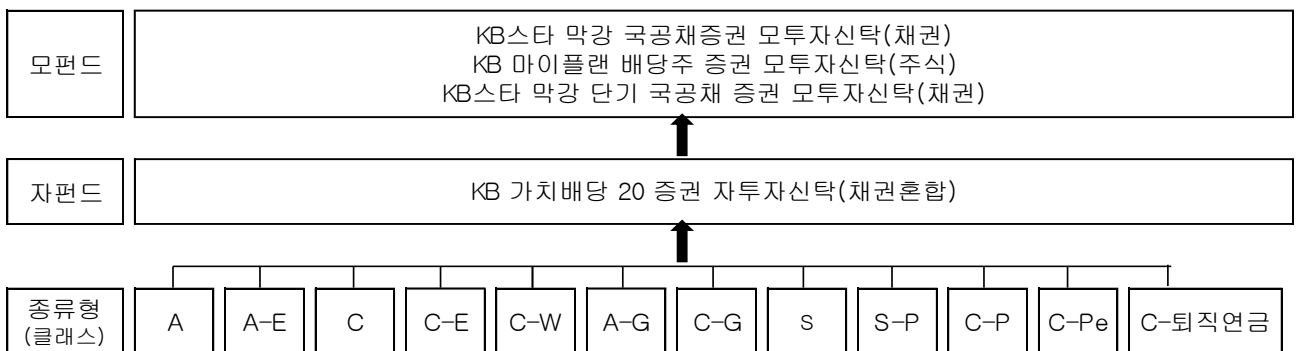 모펀드
KB스타 막강 국공채증권 모투자신탁(채권)
KB 마이플랜 배당주 증권 모투자신탁(주식)
KB스타 막강 단기 국공채 증권 모투자신탁(채권)
자펀드
KB 가치배당 20 증권 자투자신탁(채권혼합)
종류형
(클래스)
A
A-E
C
C-E
C-W
A-G
C-G
S
S-P
C-P
C-Pe
C-퇴직연금